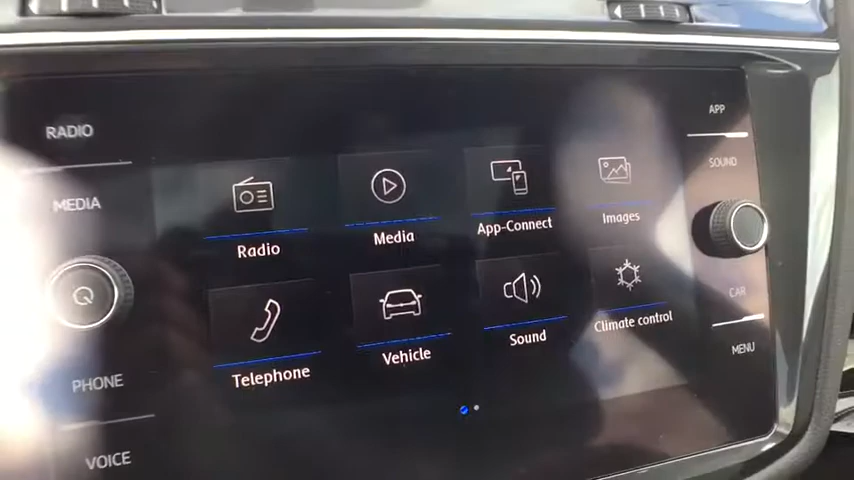 RADIO
MEDIA
PHONE
VOICE
Radio
Media
App-Connect
Images
Telephone
Vehicle
Sound
Climate control
APP
SOUND
CAR
MENU